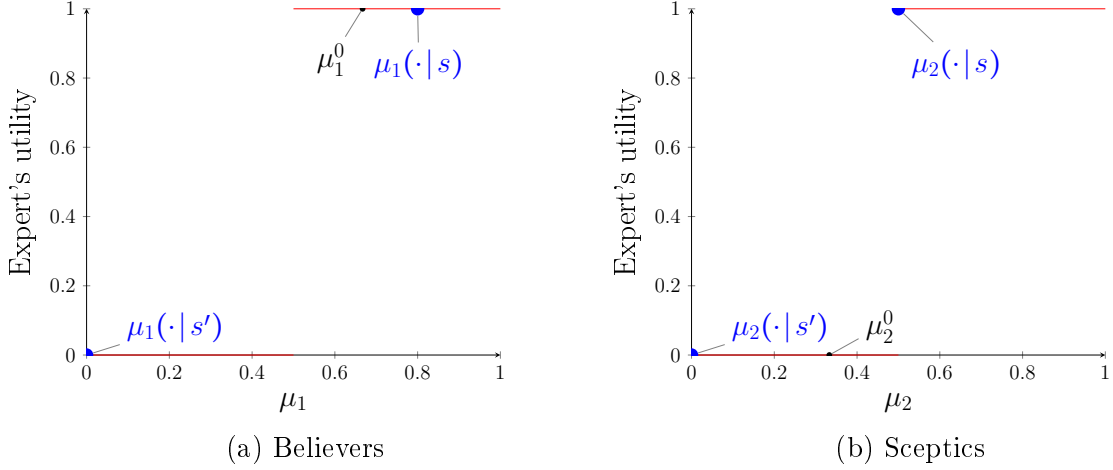 1
0.8
0.6
0.4
0.2
0
Expert's utility
μ₁⁰
μ₁(·| s)
μ₁(·| s′)
0 0.2 0.4 0.6 0.8 1
μ₁
(a) Believers
1
0.8
0.6
0.4
0.2
0
Expert's utility
μ₂(·| s)
μ₂(·| s′)
μ₂⁰
0 0.2 0.4 0.6 0.8 1
μ₂
(b) Sceptics